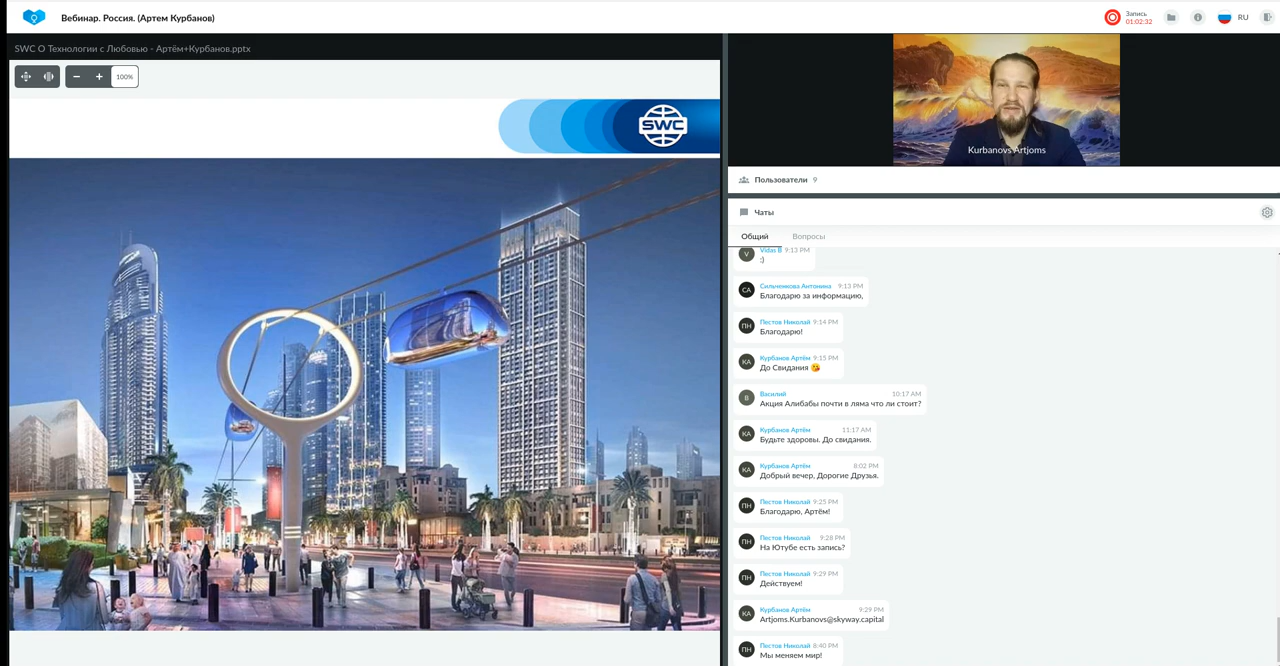 Вебинар. Россия. (Артем Курбанов)
Запись
01:02:32
RU
SWC О Технологии с Любовью - Артём+Курбанов.pptx
100%
SWC
Kurbanovs Artjoms
Пользователи 9
Чаты
Общий Вопросы
V
Vidas B 9:13 PM
:)
СА
Сильченкова Антонина 9:13 PM
Благодарю за информацию,
ПН
Пестов Николай 9:14 PM
Благодарю!
КА
Курбанов Артём 9:15 PM
До Свидания 😘
В
Василий 10:17 AM
Акция Алибабы почти в ляма что ли стоит?
КА
Курбанов Артём 11:17 AM
Будьте здоровы. До свидания.
КА
Курбанов Артём 8:02 PM
Добрый вечер, Дорогие Друзья.
ПН
Пестов Николай 9:25 PM
Благодарю, Артём!
ПН
Пестов Николай 9:28 PM
На Ютубе есть запись?
ПН
Пестов Николай 9:29 PM
Действуем!
КА
Курбанов Артём 9:29 PM
Artjoms.Kurbanovs@skyway.capital
ПН
Пестов Николай 8:40 PM
Мы меняем мир!